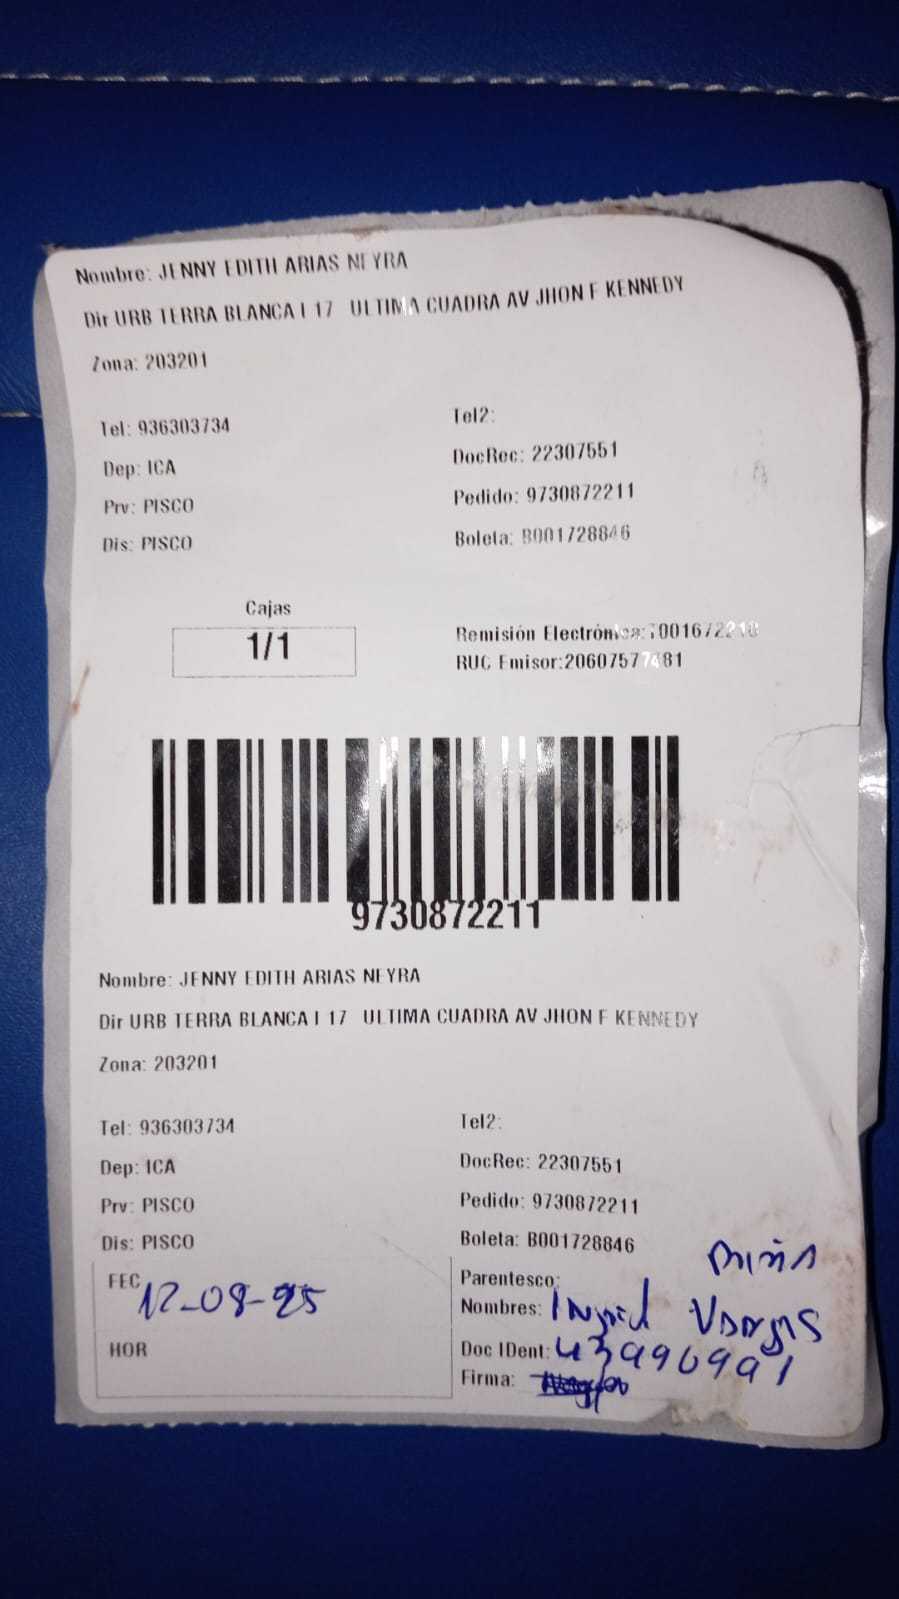 Nombre: JENNY EDITH ARIAS NEYRA
Dir URB TERRA BLANCA I 17 ULTIMA CUADRA AV JHON F KENNEDY
Zona: 203201
Tel: 936303734
Tel2:
Dep: ICA
DocRec: 22307551
Prv: PISCO
Pedido: 9730872211
Dis: PISCO
Boleta: B001728846
Cajas
1/1
Remisión Electrónica:T001672218
RUC Emisor:20607577481
9730872211
Nombre: JENNY EDITH ARIAS NEYRA
Dir URB TERRA BLANCA I 17 ULTIMA CUADRA AV JHON F KENNEDY
Zona: 203201
Tel: 936303734
Tel2:
Dep: ICA
DocRec: 22307551
Prv: PISCO
Pedido: 9730872211
Dis: PISCO
Boleta: B001728846
FEC 12-08-25
Parentesco:
Nombres: Ingrid Vargas
HOR
Doc IDent: 43990991
Firma: